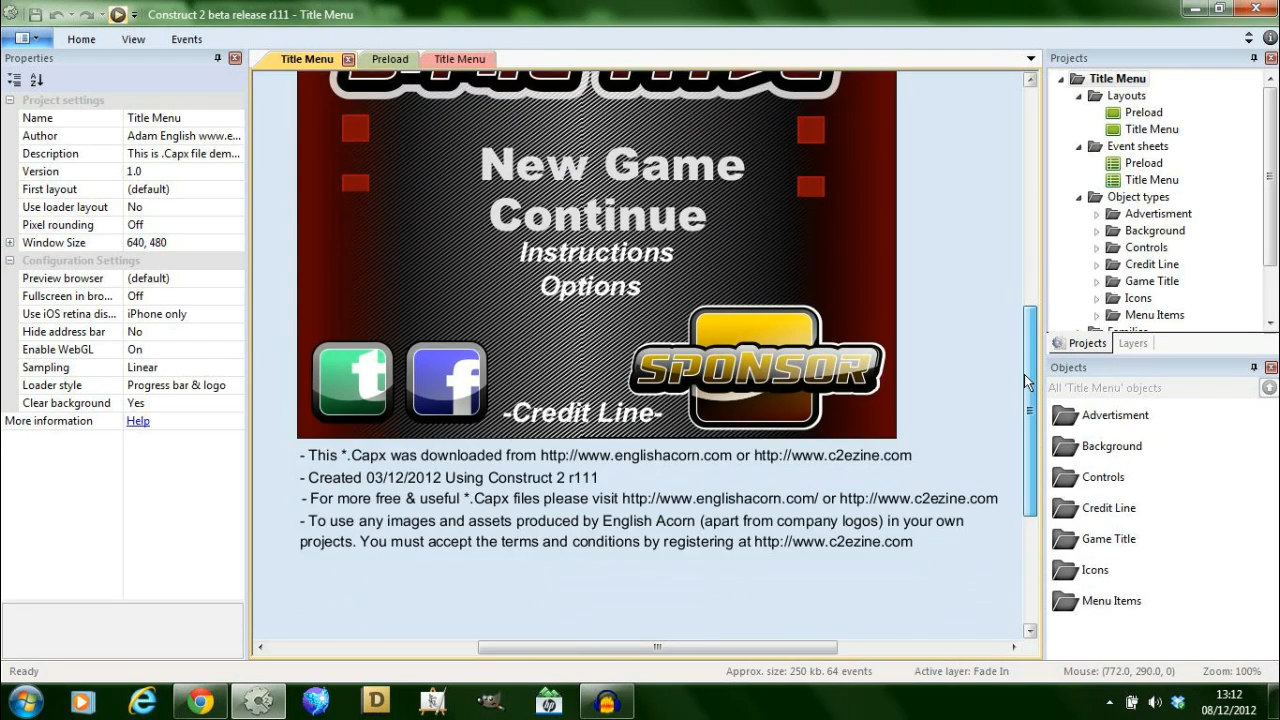 Construct 2 beta release r111 - Title Menu
Home View Events
Properties
Title Menu Preload Title Menu
Projects
Project settings
Name Title Menu
Author Adam English www.e...
Description This is .Capx file dem...
Version 1.0
First layout (default)
Use loader layout No
Pixel rounding Off
Window Size 640, 480
Configuration Settings
Preview browser (default)
Fullscreen in bro... Off
Use iOS retina dis... iPhone only
Hide address bar No
Enable WebGL On
Sampling Linear
Loader style Progress bar & logo
Clear background Yes
More information Help
New Game
Continue
Instructions
Options
SPONSOR
t
f
-Credit Line-
- This *.Capx was downloaded from http://www.englishacorn.com or http://www.c2ezine.com
- Created 03/12/2012 Using Construct 2 r111
- For more free & useful *.Capx files please visit http://www.englishacorn.com/ or http://www.c2ezine.com
- To use any images and assets produced by English Acorn (apart from company logos) in your own
projects. You must accept the terms and conditions by registering at http://www.c2ezine.com
Title Menu
Layouts
Preload
Title Menu
Event sheets
Preload
Title Menu
Object types
Advertisment
Background
Controls
Credit Line
Game Title
Icons
Menu Items
Families
Projects Layers
Objects
All 'Title Menu' objects
Advertisment
Background
Controls
Credit Line
Game Title
Icons
Menu Items
Ready
Approx. size: 250 kb. 64 events
Active layer: Fade In
Mouse: (772.0, 290.0, 0)
Zoom: 100%
D
hp
13:12
08/12/2012